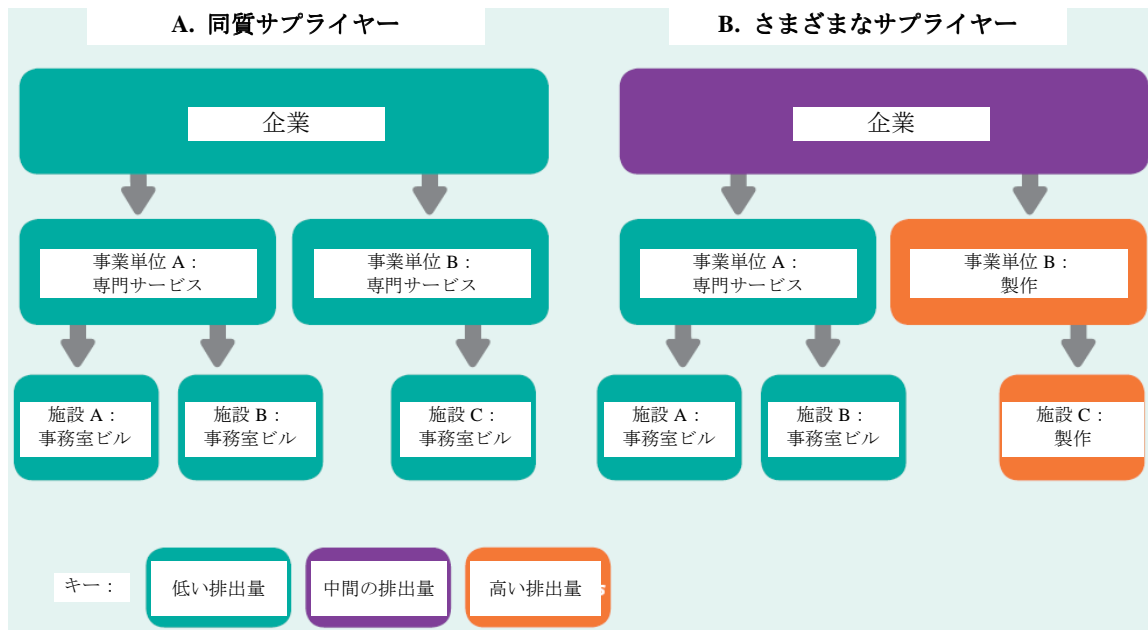 A. 同質サプライヤー
B. さまざまなサプライヤー
企業
企業
事業単位 A：
専門サービス
事業単位 B：
専門サービス
事業単位 A：
専門サービス
事業単位 B：
製作
施設 A：
事務室ビル
施設 B：
事務室ビル
施設 C：
事務室ビル
施設 A：
事務室ビル
施設 B：
事務室ビル
施設 C：
製作
キー：
低い排出量
中間の排出量
高い排出量
s